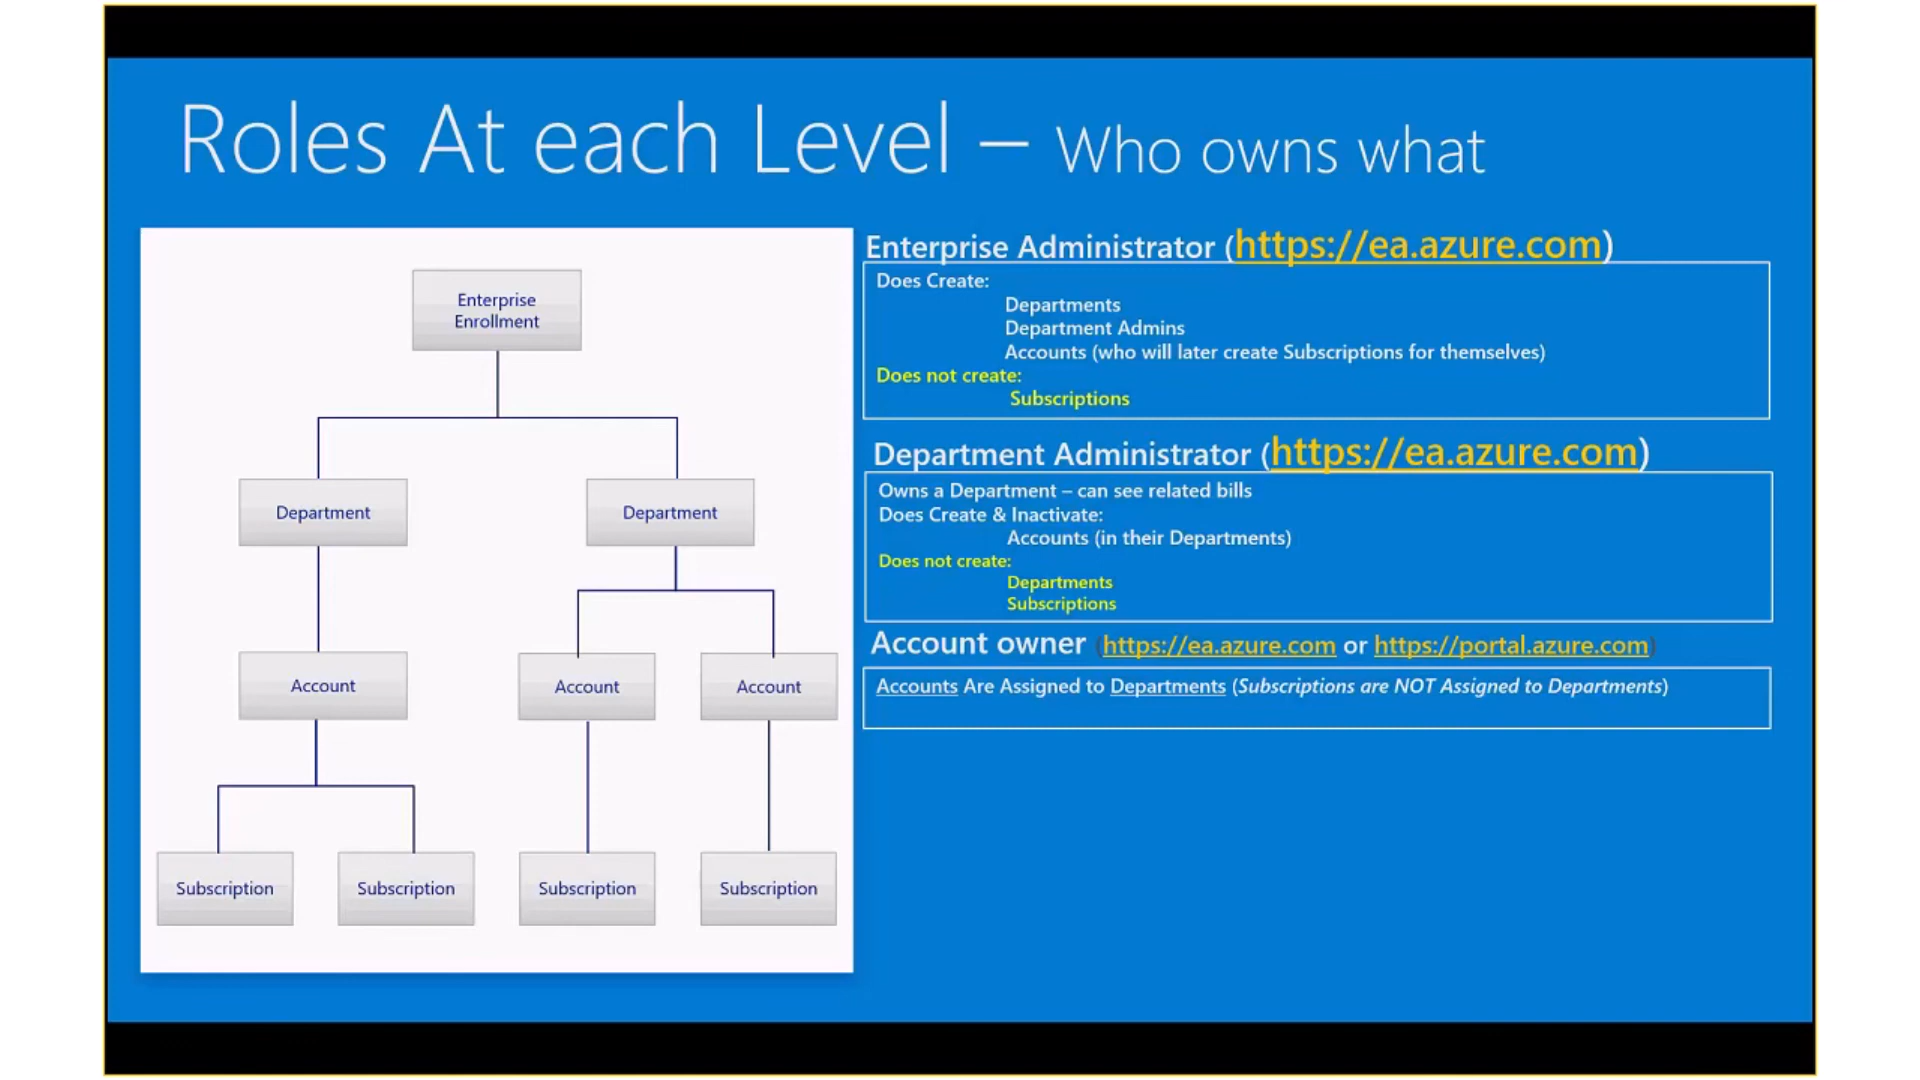 Roles At each Level – Who owns what
Enterprise
Enrollment
Department
Department
Account
Account
Account
Subscription
Subscription
Subscription
Subscription
Enterprise Administrator (https://ea.azure.com)
Does Create:
Departments
Department Admins
Accounts (who will later create Subscriptions for themselves)
Does not create:
Subscriptions
Department Administrator (https://ea.azure.com)
Owns a Department – can see related bills
Does Create & Inactivate:
Accounts (in their Departments)
Does not create:
Departments
Subscriptions
Account owner (https://ea.azure.com or https://portal.azure.com)
Accounts Are Assigned to Departments (Subscriptions are NOT Assigned to Departments)